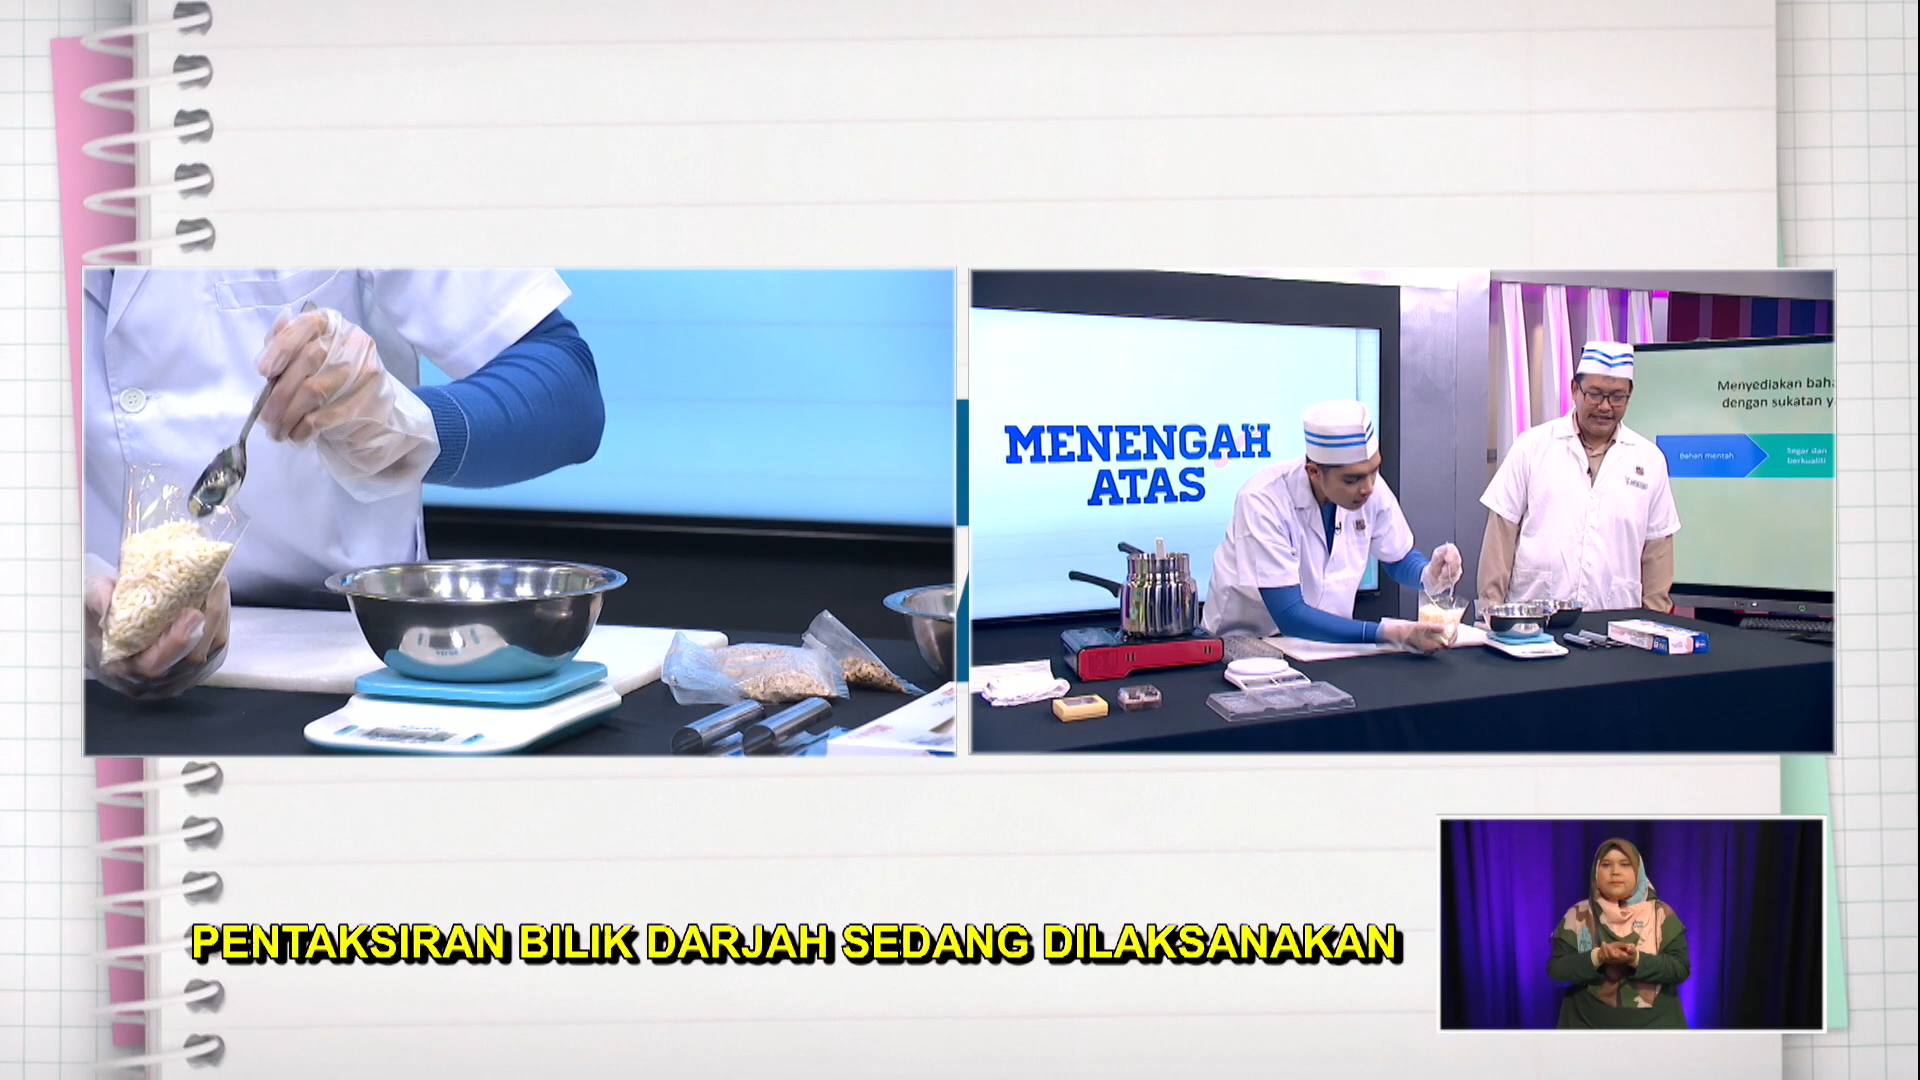 MENENGAH
ATAS
Menyediakan baha
dengan sukatan y
Bahan mentah
Segar dan
berkualiti
PENTAKSIRAN BILIK DARJAH SEDANG DILAKSANAKAN